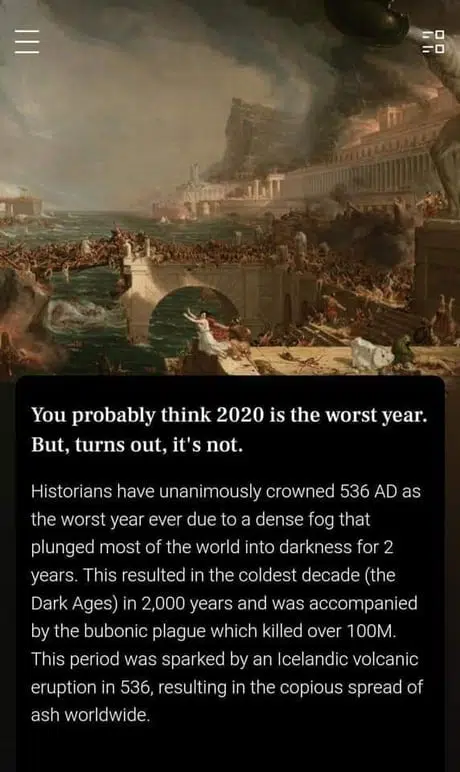 You probably think 2020 is the worst year.
But, turns out, it's not.
Historians have unanimously crowned 536 AD as
the worst year ever due to a dense fog that
plunged most of the world into darkness for 2
years. This resulted in the coldest decade (the
Dark Ages) in 2,000 years and was accompanied
by the bubonic plague which killed over 100M.
This period was sparked by an Icelandic volcanic
eruption in 536, resulting in the copious spread of
ash worldwide.